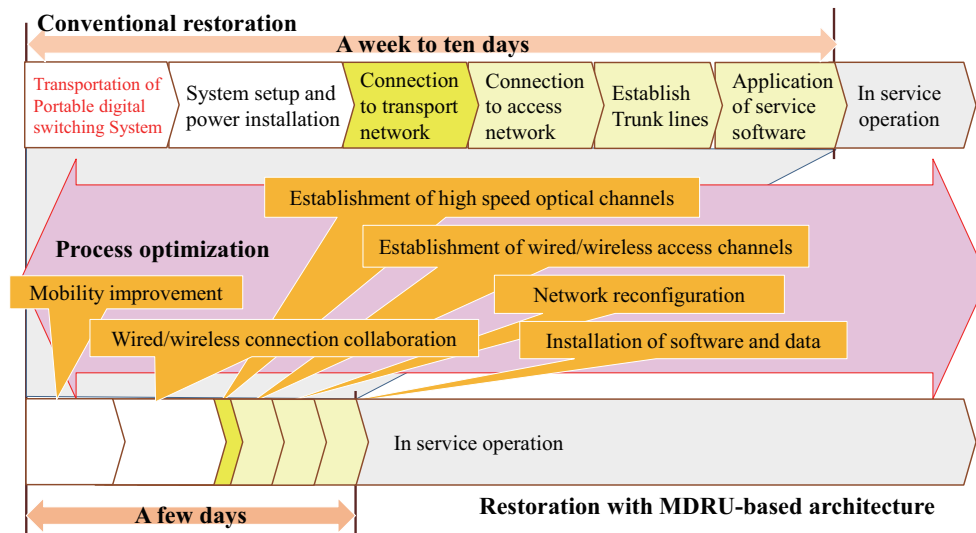 Conventional restoration
A week to ten days
Transportation of
Portable digital
switching System
System setup and
power installation
Connection
to transport
network
Connection
to access
network
Establish
Trunk lines
Application
of service
software
In service
operation
Establishment of high speed optical channels
Process optimization
Establishment of wired/wireless access channels
Mobility improvement
Network reconfiguration
Wired/wireless connection collaboration
Installation of software and data
In service operation
A few days
Restoration with MDRU-based architecture